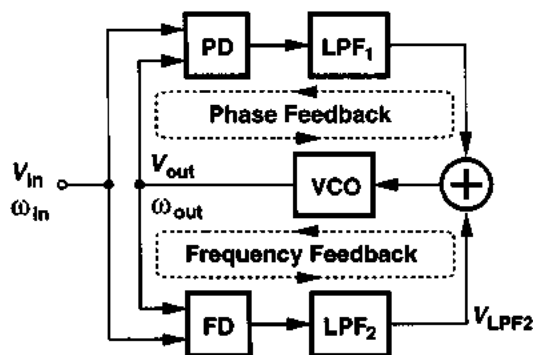 PD
LPF₁
Phase Feedback
Vin
ωin
Vout
ωout
VCO
+
Frequency Feedback
FD
LPF₂
VLPF2